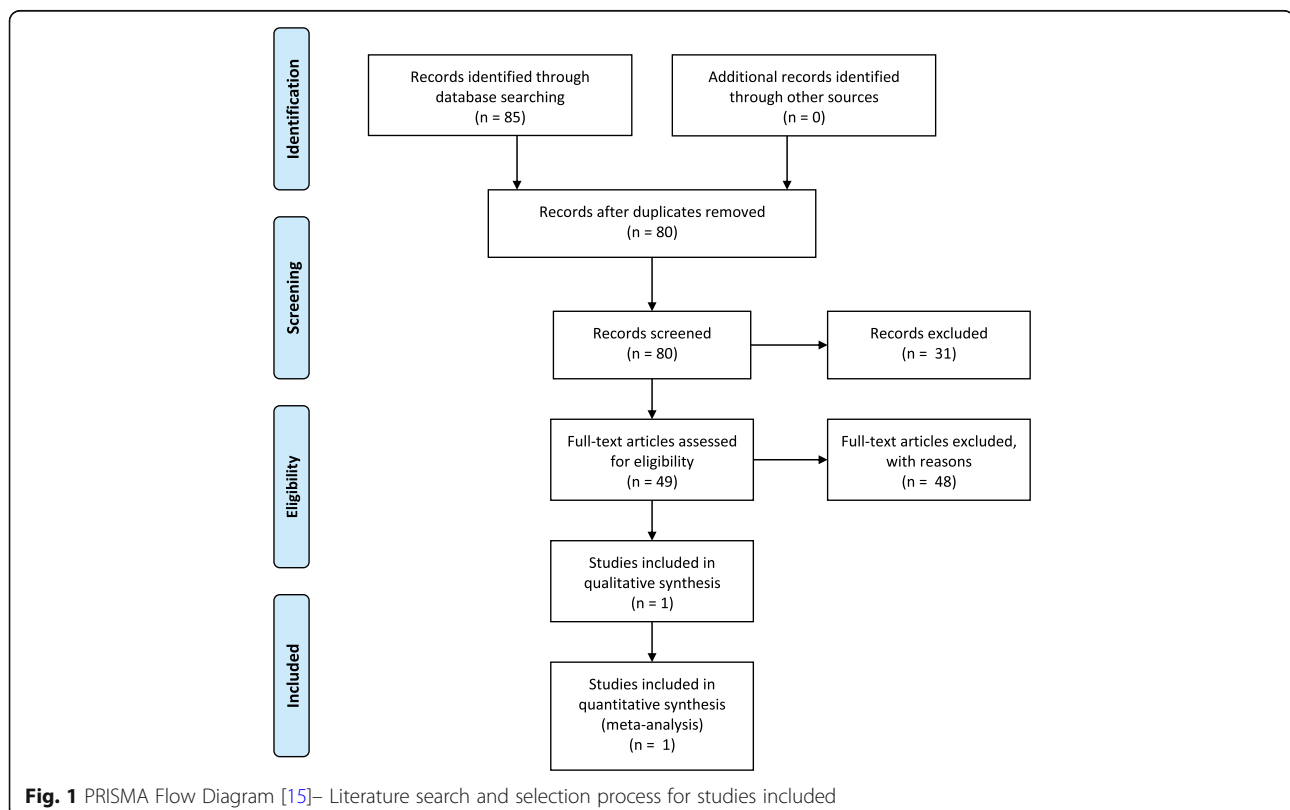 Identification
Records identified through
database searching
(n = 85)
Additional records identified
through other sources
(n = 0)
Records after duplicates removed
(n = 80)
Screening
Records screened
(n = 80)
Records excluded
(n = 31)
Eligibility
Full-text articles assessed
for eligibility
(n = 49)
Full-text articles excluded,
with reasons
(n = 48)
Studies included in
qualitative synthesis
(n = 1)
Included
Studies included in
quantitative synthesis
(meta-analysis)
(n = 1)
Fig. 1 PRISMA Flow Diagram [15]– Literature search and selection process for studies included